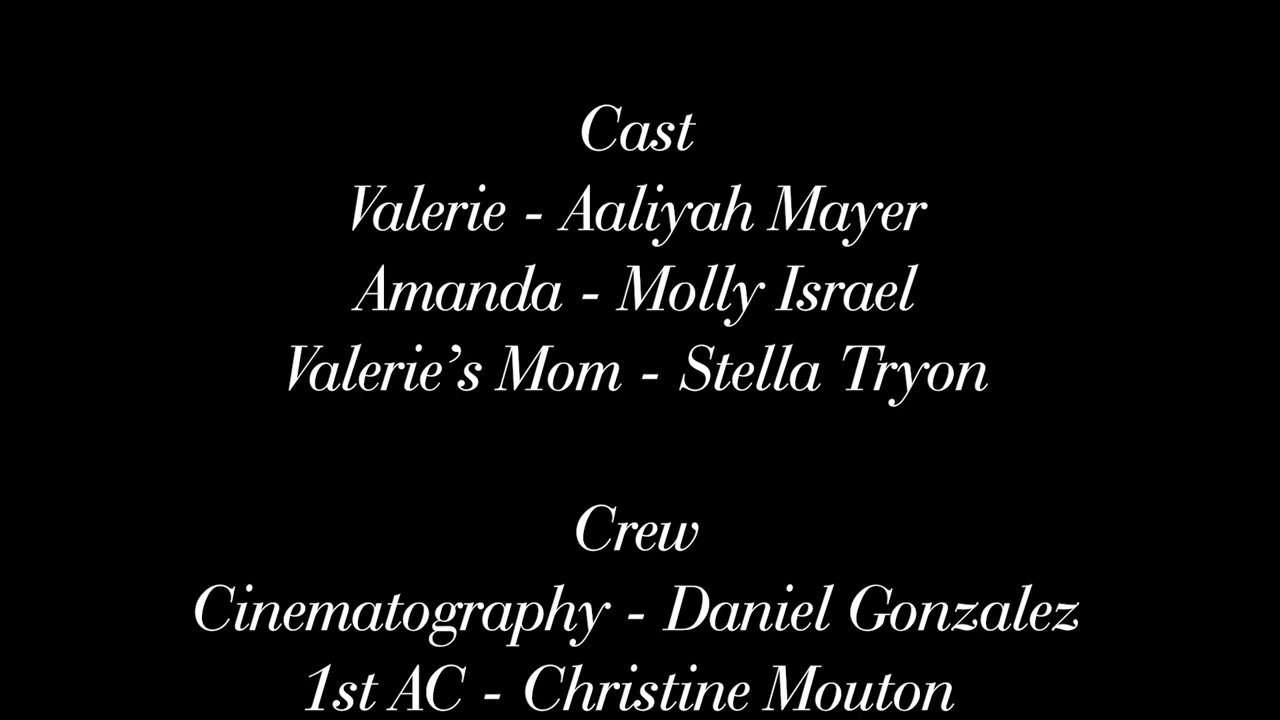 Cast
Valerie - Aaliyah Mayer
Amanda - Molly Israel
Valerie’s Mom - Stella Tryon
Crew
Cinematography - Daniel Gonzalez
1st AC - Christine Mouton